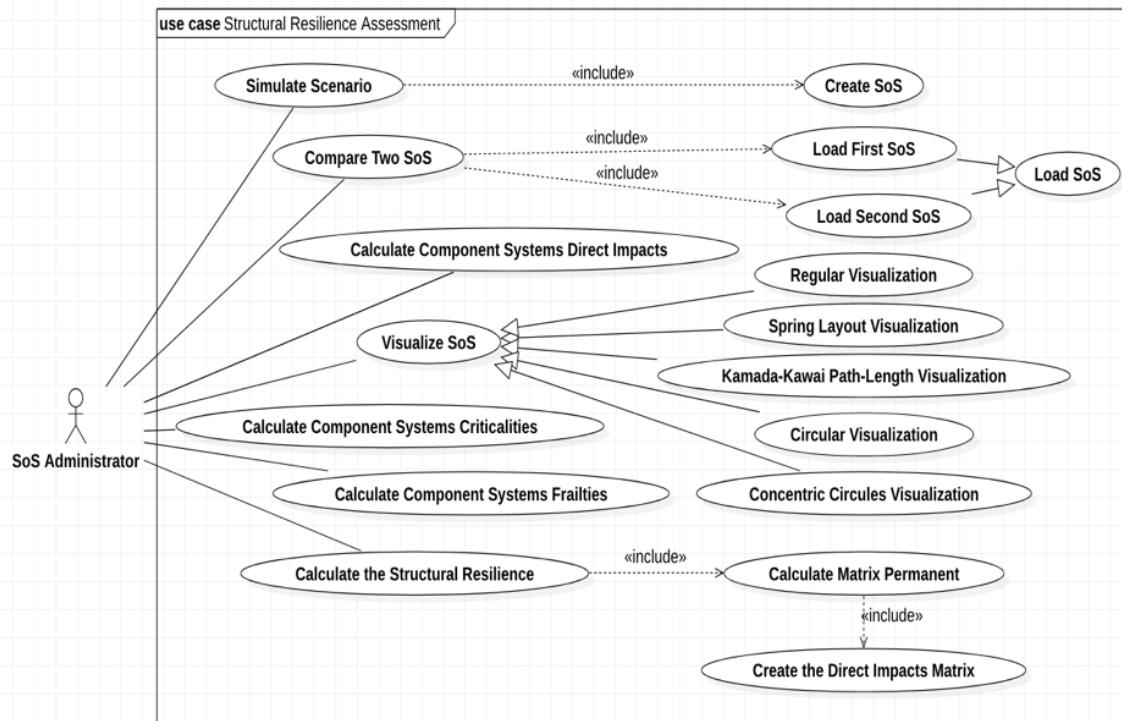 use case Structural Resilience Assessment
Simulate Scenario
«include»
Create SoS
Compare Two SoS
«include»
Load First SoS
«include»
Load SoS
Load Second SoS
Calculate Component Systems Direct Impacts
Regular Visualization
Visualize SoS
Spring Layout Visualization
Kamada-Kawai Path-Length Visualization
Calculate Component Systems Criticalities
Circular Visualization
SoS Administrator
Calculate Component Systems Frailties
Concentric Circules Visualization
Calculate the Structural Resilience
«include»
Calculate Matrix Permanent
«include»
Create the Direct Impacts Matrix